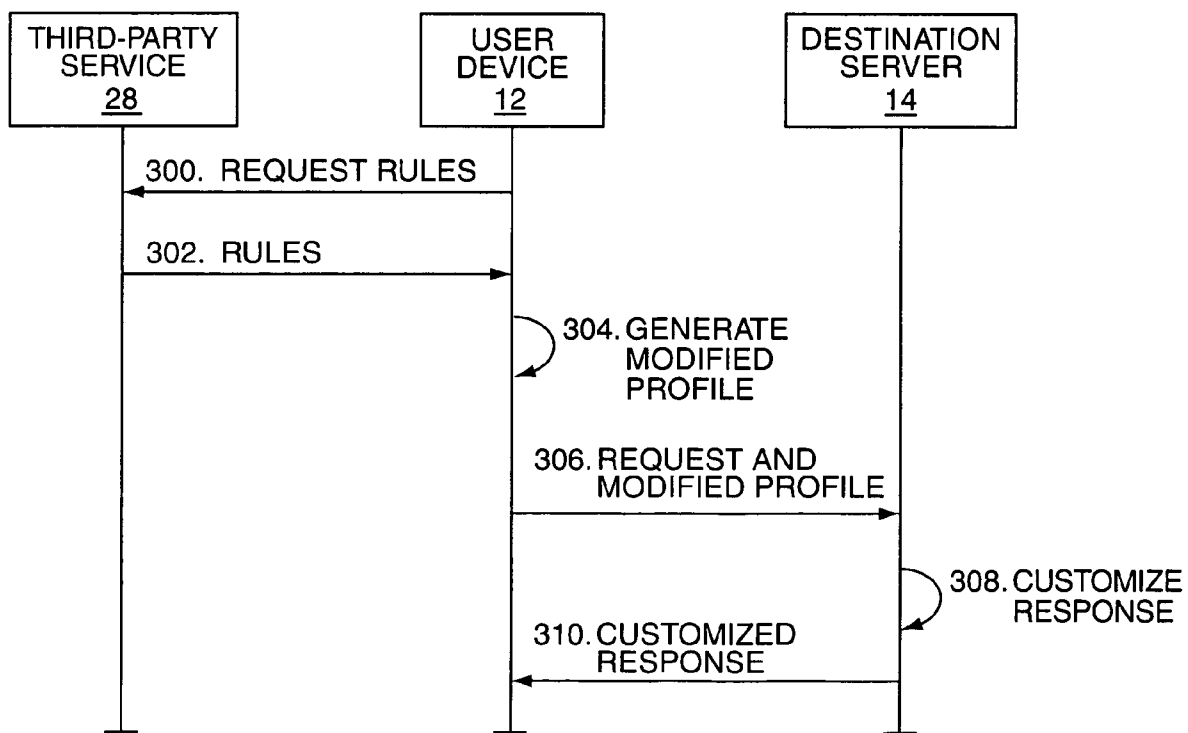 THIRD-PARTY
SERVICE
28
USER
DEVICE
12
DESTINATION
SERVER
14
300. REQUEST RULES
302. RULES
304. GENERATE
MODIFIED
PROFILE
306. REQUEST AND
MODIFIED PROFILE
308. CUSTOMIZE
RESPONSE
310. CUSTOMIZED
RESPONSE